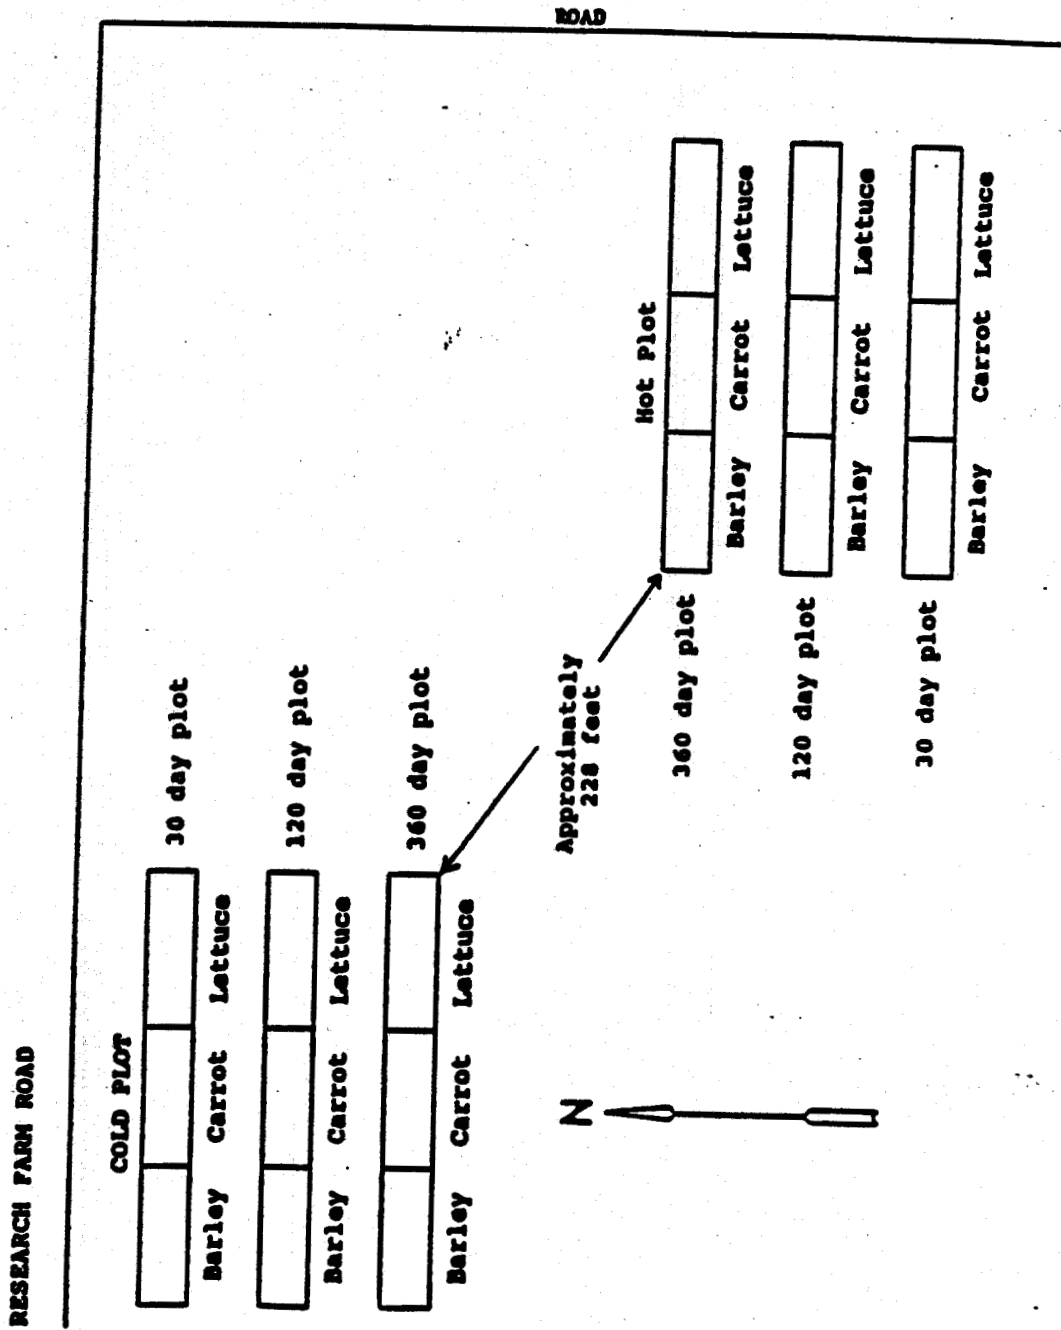 RESEARCH FARM ROAD
ROAD
COLD PLOT
30 day plot
Barley Carrot Lettuce
120 day plot
Barley Carrot Lettuce
360 day plot
Barley Carrot Lettuce
Approximately
228 feet
N
Hot Plot
360 day plot
Barley Carrot Lettuce
120 day plot
Barley Carrot Lettuce
30 day plot
Barley Carrot Lettuce